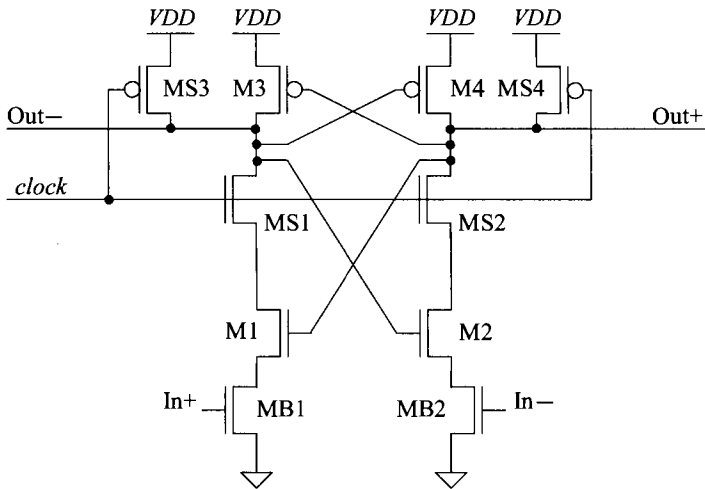 VDD VDD VDD VDD
MS3 M3 M4 MS4
Out− Out+
clock
MS1 MS2
M1 M2
In+ MB1 MB2 In−